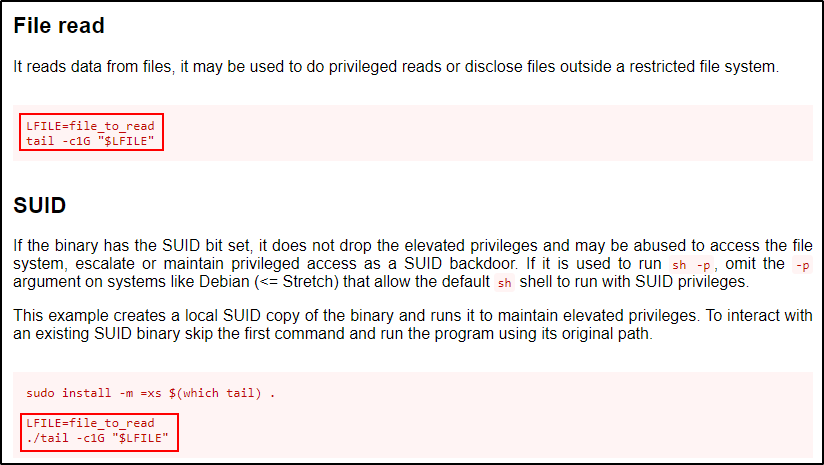 File read
It reads data from files, it may be used to do privileged reads or disclose files outside a restricted file system.
LFILE=file_to_read
tail -c1G "$LFILE"
SUID
If the binary has the SUID bit set, it does not drop the elevated privileges and may be abused to access the file
system, escalate or maintain privileged access as a SUID backdoor. If it is used to run sh -p, omit the -p
argument on systems like Debian (<= Stretch) that allow the default sh shell to run with SUID privileges.
This example creates a local SUID copy of the binary and runs it to maintain elevated privileges. To interact with
an existing SUID binary skip the first command and run the program using its original path.
sudo install -m =xs $(which tail) .
LFILE=file_to_read
./tail -c1G "$LFILE"